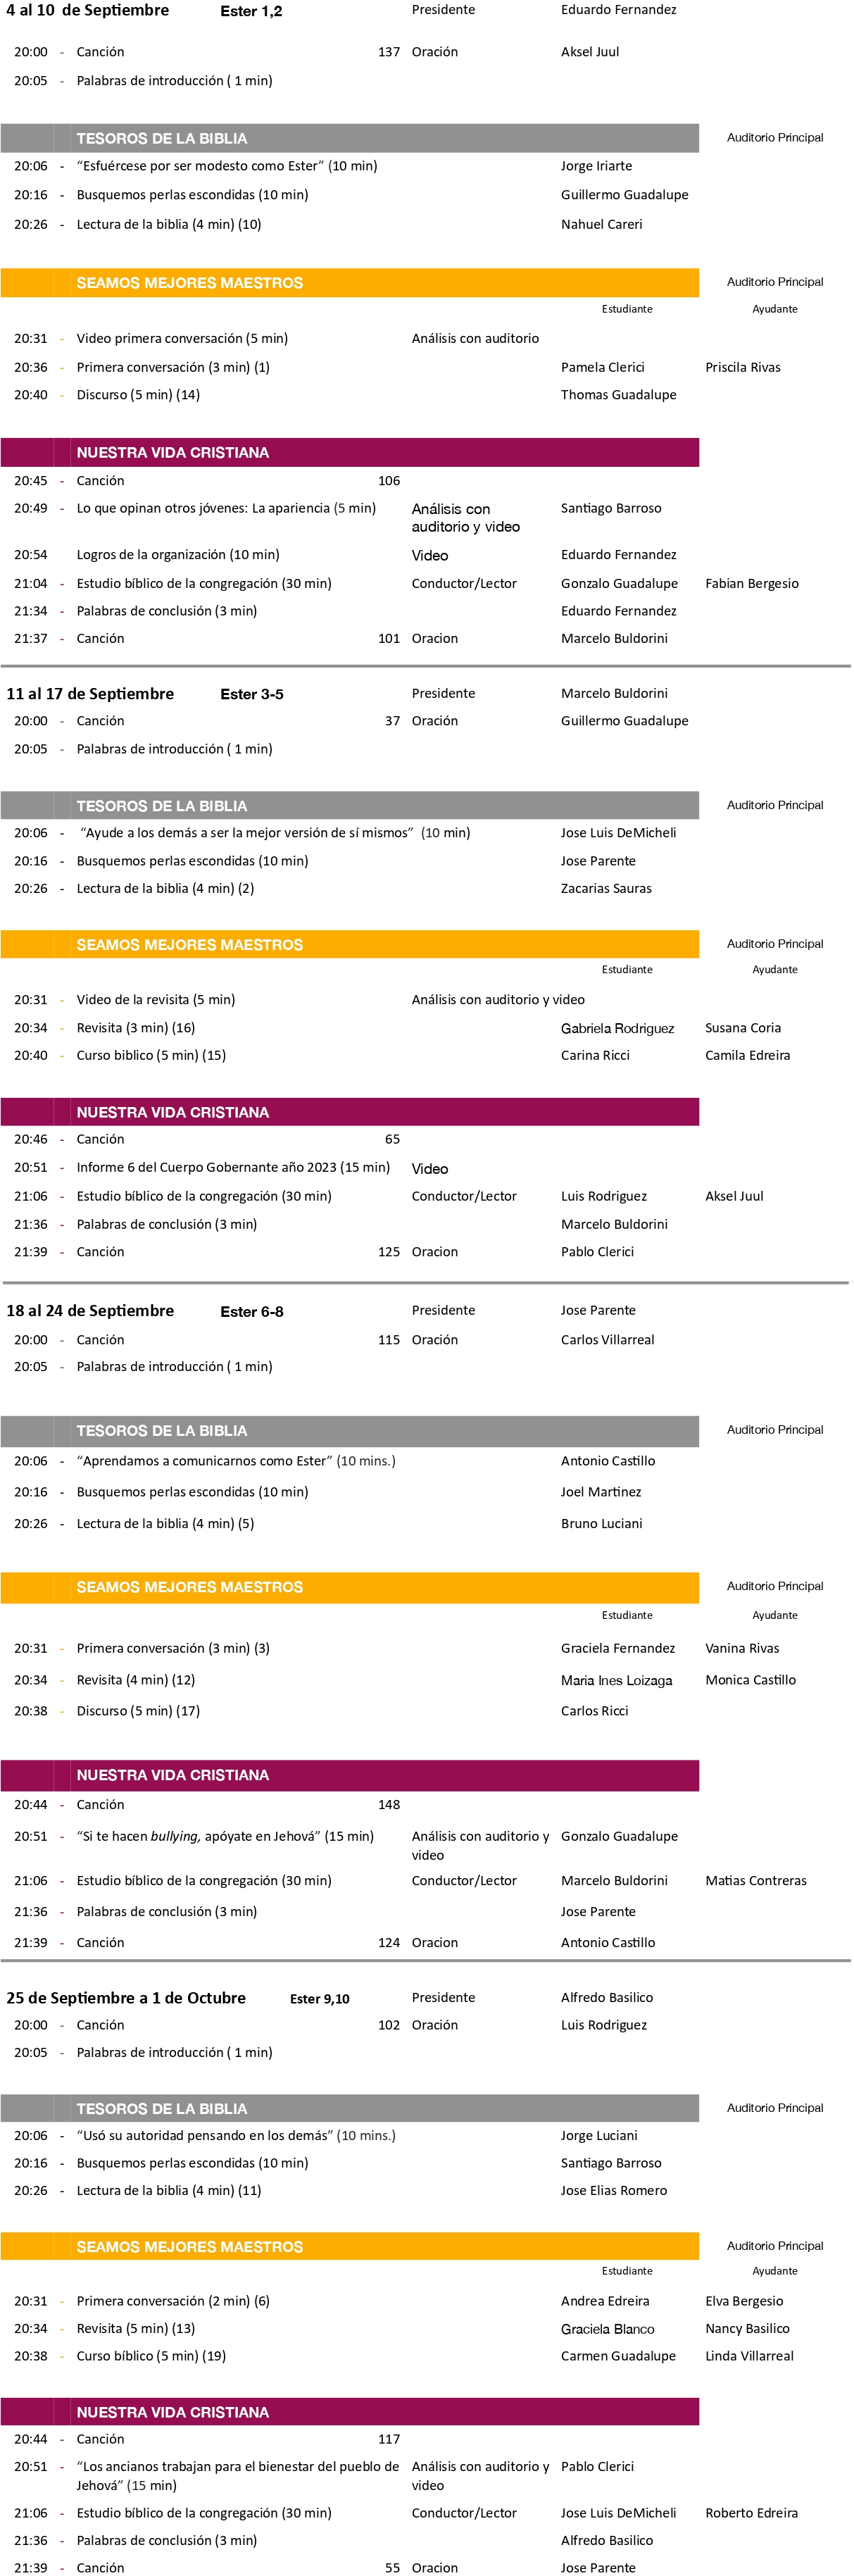 4 al 10 de Septiembre Ester 1,2 Presidente Eduardo Fernandez
20:00 - Canción 137 Oración Aksel Juul
20:05 - Palabras de introducción ( 1 min)
TESOROS DE LA BIBLIA Auditorio Principal
20:06 - “Esfuércese por ser modesto como Ester” (10 min) Jorge Iriarte
20:16 - Busquemos perlas escondidas (10 min) Guillermo Guadalupe
20:26 - Lectura de la biblia (4 min) (10) Nahuel Careri
SEAMOS MEJORES MAESTROS Auditorio Principal
Estudiante Ayudante
20:31 - Video primera conversación (5 min) Análisis con auditorio
20:36 - Primera conversación (3 min) (1) Pamela Clerici Priscila Rivas
20:40 - Discurso (5 min) (14) Thomas Guadalupe
NUESTRA VIDA CRISTIANA
20:45 - Canción 106
20:49 - Lo que opinan otros jóvenes: La apariencia (5 min) Análisis con Santiago Barroso
auditorio y video
20:54 Logros de la organización (10 min) Video Eduardo Fernandez
21:04 - Estudio bíblico de la congregación (30 min) Conductor/Lector Gonzalo Guadalupe Fabian Bergesio
21:34 - Palabras de conclusión (3 min) Eduardo Fernandez
21:37 - Canción 101 Oracion Marcelo Buldorini
11 al 17 de Septiembre Ester 3-5 Presidente Marcelo Buldorini
20:00 - Canción 37 Oración Guillermo Guadalupe
20:05 - Palabras de introducción ( 1 min)
TESOROS DE LA BIBLIA Auditorio Principal
20:06 - “Ayude a los demás a ser la mejor versión de sí mismos” (10 min) Jose Luis DeMicheli
20:16 - Busquemos perlas escondidas (10 min) Jose Parente
20:26 - Lectura de la biblia (4 min) (2) Zacarias Sauras
SEAMOS MEJORES MAESTROS Auditorio Principal
Estudiante Ayudante
20:31 - Video de la revisita (5 min) Análisis con auditorio y video
20:34 - Revisita (3 min) (16) Gabriela Rodriguez Susana Coria
20:40 - Curso biblico (5 min) (15) Carina Ricci Camila Edreira
NUESTRA VIDA CRISTIANA
20:46 - Canción 65
20:51 - Informe 6 del Cuerpo Gobernante año 2023 (15 min) Video
21:06 - Estudio bíblico de la congregación (30 min) Conductor/Lector Luis Rodriguez Aksel Juul
21:36 - Palabras de conclusión (3 min) Marcelo Buldorini
21:39 - Canción 125 Oracion Pablo Clerici
18 al 24 de Septiembre Ester 6-8 Presidente Jose Parente
20:00 - Canción 115 Oración Carlos Villarreal
20:05 - Palabras de introducción ( 1 min)
TESOROS DE LA BIBLIA Auditorio Principal
20:06 - “Aprendamos a comunicarnos como Ester” (10 mins.) Antonio Castillo
20:16 - Busquemos perlas escondidas (10 min) Joel Martinez
20:26 - Lectura de la biblia (4 min) (5) Bruno Luciani
SEAMOS MEJORES MAESTROS Auditorio Principal
Estudiante Ayudante
20:31 - Primera conversación (3 min) (3) Graciela Fernandez Vanina Rivas
20:34 - Revisita (4 min) (12) Maria Ines Loizaga Monica Castillo
20:38 - Discurso (5 min) (17) Carlos Ricci
NUESTRA VIDA CRISTIANA
20:44 - Canción 148
20:51 - “Si te hacen bullying, apóyate en Jehová” (15 min) Análisis con auditorio y Gonzalo Guadalupe
video
21:06 - Estudio bíblico de la congregación (30 min) Conductor/Lector Marcelo Buldorini Matias Contreras
21:36 - Palabras de conclusión (3 min) Jose Parente
21:39 - Canción 124 Oracion Antonio Castillo
25 de Septiembre a 1 de Octubre Ester 9,10 Presidente Alfredo Basilico
20:00 - Canción 102 Oración Luis Rodriguez
20:05 - Palabras de introducción ( 1 min)
TESOROS DE LA BIBLIA Auditorio Principal
20:06 - “Usó su autoridad pensando en los demás” (10 mins.) Jorge Luciani
20:16 - Busquemos perlas escondidas (10 min) Santiago Barroso
20:26 - Lectura de la biblia (4 min) (11) Jose Elias Romero
SEAMOS MEJORES MAESTROS Auditorio Principal
Estudiante Ayudante
20:31 - Primera conversación (2 min) (6) Andrea Edreira Elva Bergesio
20:34 - Revisita (5 min) (13) Graciela Blanco Nancy Basilico
20:38 - Curso bíblico (5 min) (19) Carmen Guadalupe Linda Villarreal
NUESTRA VIDA CRISTIANA
20:44 - Canción 117
20:51 - “Los ancianos trabajan para el bienestar del pueblo de Análisis con auditorio y Pablo Clerici
Jehová” (15 min) video
21:06 - Estudio bíblico de la congregación (30 min) Conductor/Lector Jose Luis DeMicheli Roberto Edreira
21:36 - Palabras de conclusión (3 min) Alfredo Basilico
21:39 - Canción 55 Oracion Jose Parente